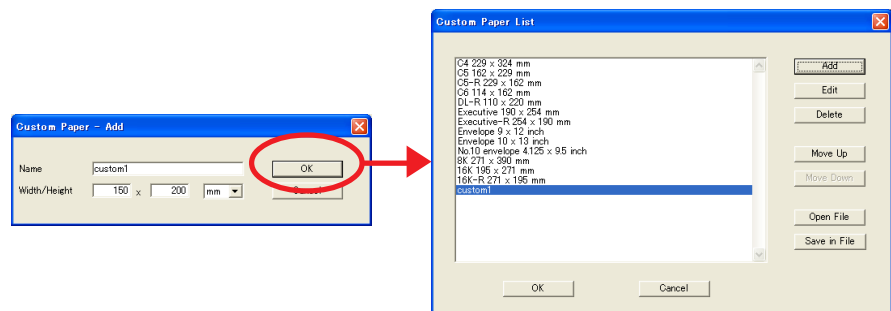 Custom Paper - Add
Name custom1 OK
Width/Height 150 x 200 mm Cancel
Custom Paper List
C4 229 x 324 mm
C5 162 x 229 mm
C5-R 229 x 162 mm
C6 114 x 162 mm
DL-R 110 x 220 mm
Executive 190 x 254 mm
Executive-R 254 x 190 mm
Envelope 9 x 12 inch
Envelope 10 x 13 inch
No.10 envelope 4.125 x 9.5 inch
8K 271 x 390 mm
16K 195 x 271 mm
16K-R 271 x 195 mm
custom1
Add
Edit
Delete
Move Up
Move Down
Open File
Save in File
OK Cancel